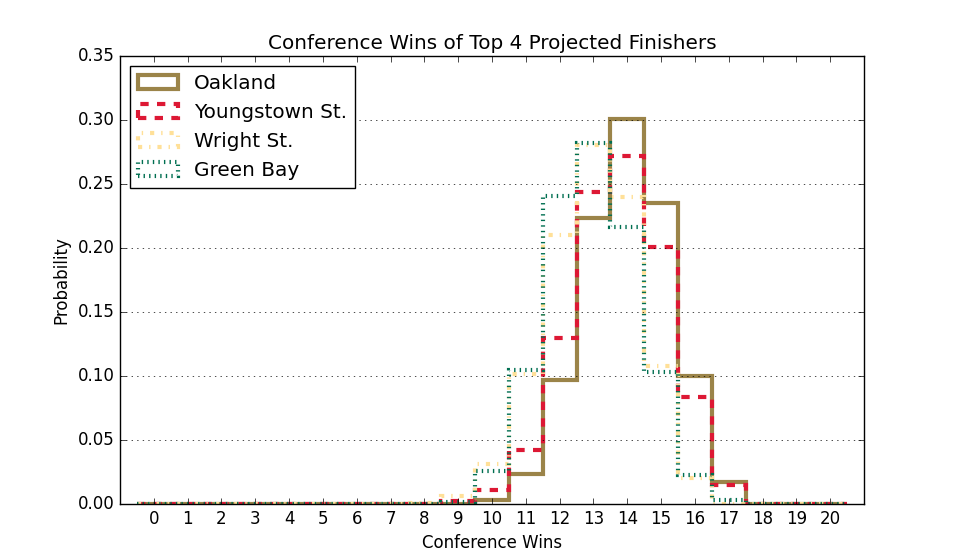 Conference Wins of Top 4 Projected Finishers
0.35
0.30
0.25
0.20
0.15
0.10
0.05
0.00
Probability
Oakland
Youngstown St.
Wright St.
Green Bay
0 1 2 3 4 5 6 7 8 9 10 11 12 13 14 15 16 17 18 19 20
Conference Wins